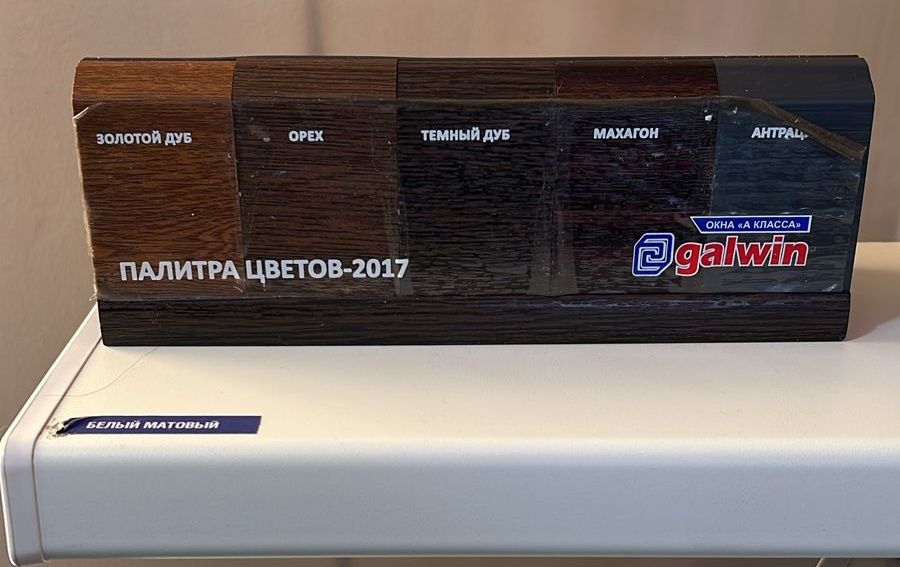 ЗОЛОТОЙ ДУБ
ОРЕХ
ТЕМНЫЙ ДУБ
МАХАГОН
ОКНА «А КЛАССА»
galwin
ПАЛИТРА ЦВЕТОВ-2017
БЕЛЫЙ МАТОВЫЙ